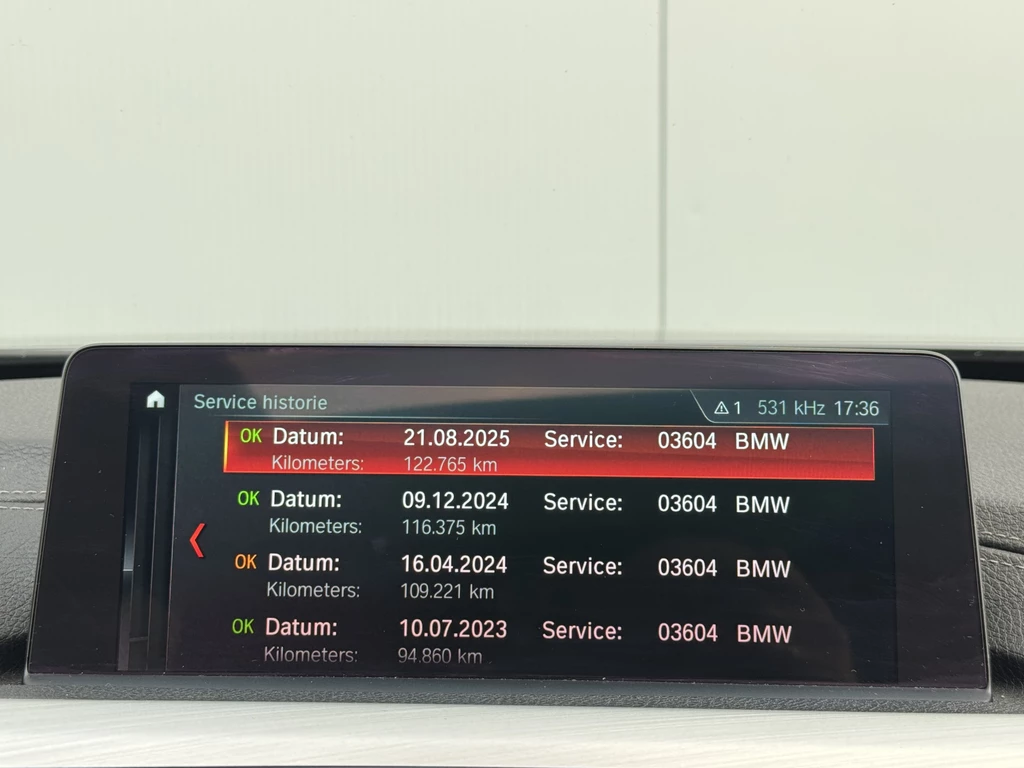 Service historie 1 531 kHz 17:36
OK Datum: 21.08.2025 Service: 03604 BMW
Kilometers: 122.765 km
OK Datum: 09.12.2024 Service: 03604 BMW
Kilometers: 116.375 km
OK Datum: 16.04.2024 Service: 03604 BMW
Kilometers: 109.221 km
OK Datum: 10.07.2023 Service: 03604 BMW
Kilometers: 94.860 km